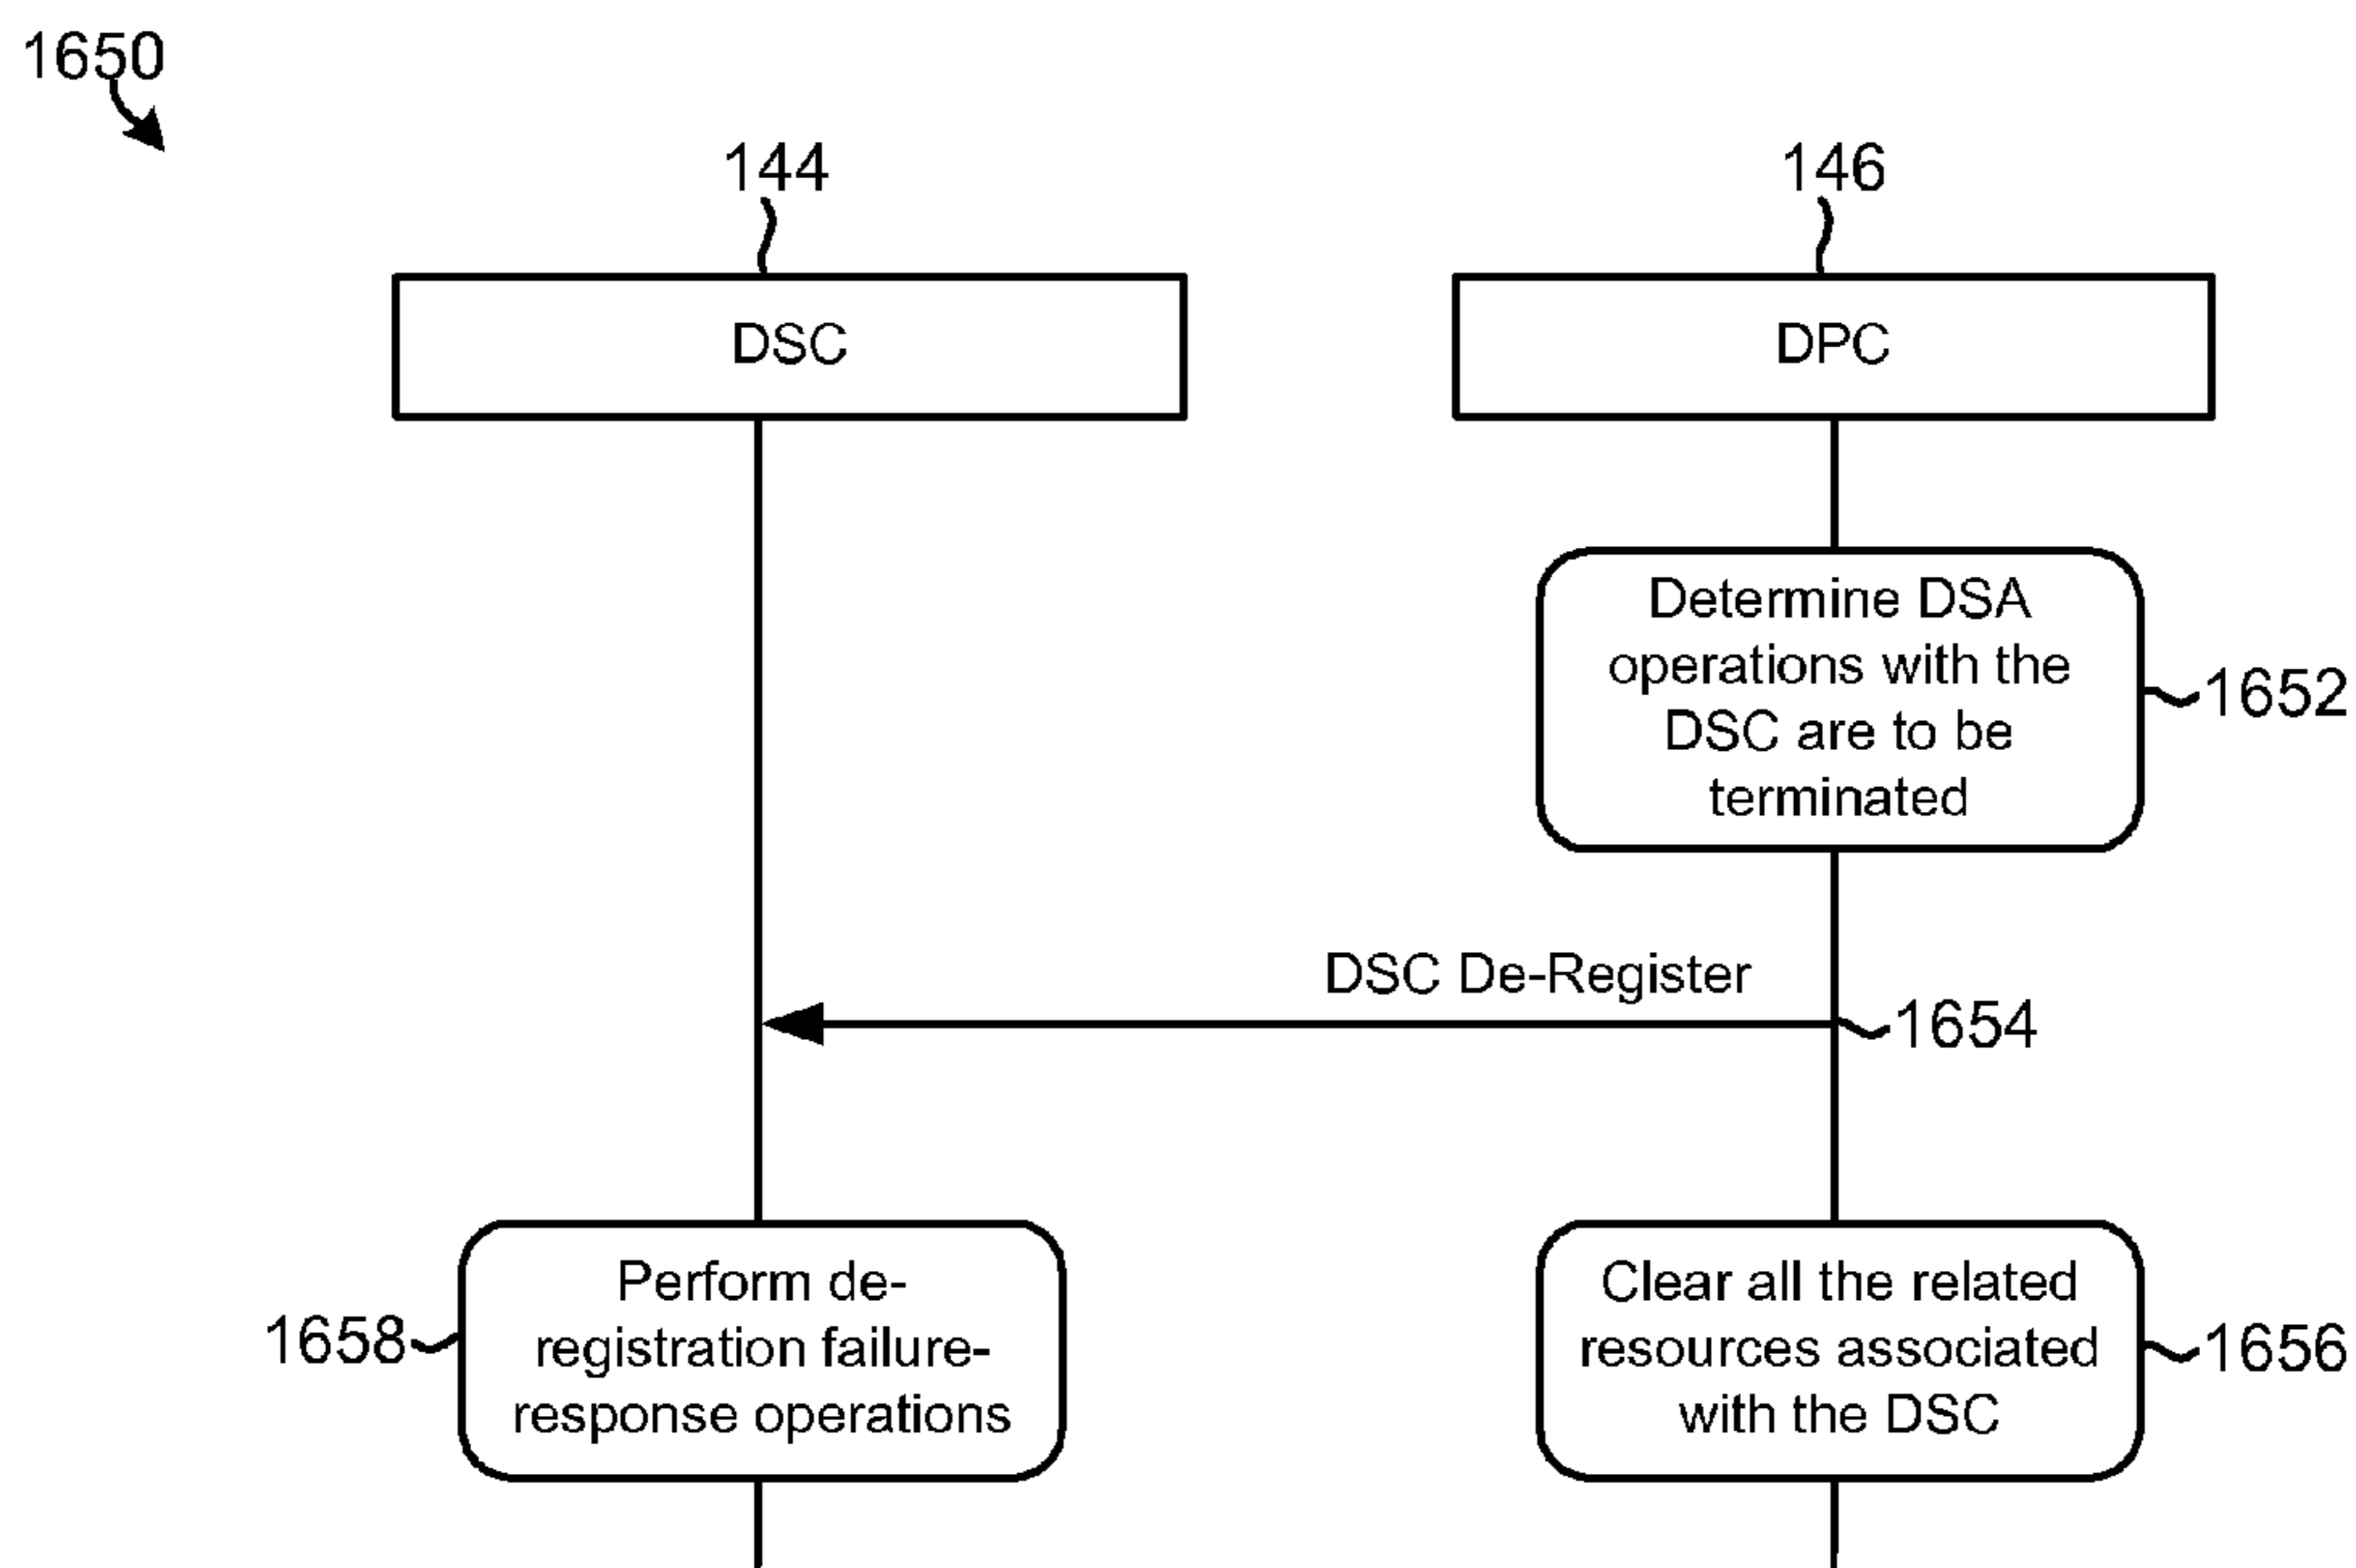 1650
144
146
DSC
DPC
Determine DSA
operations with the
DSC are to be
terminated
1652
DSC De-Register
1654
Perform de-
registration failure-
response operations
1658
Clear all the related
resources associated
with the DSC
1656